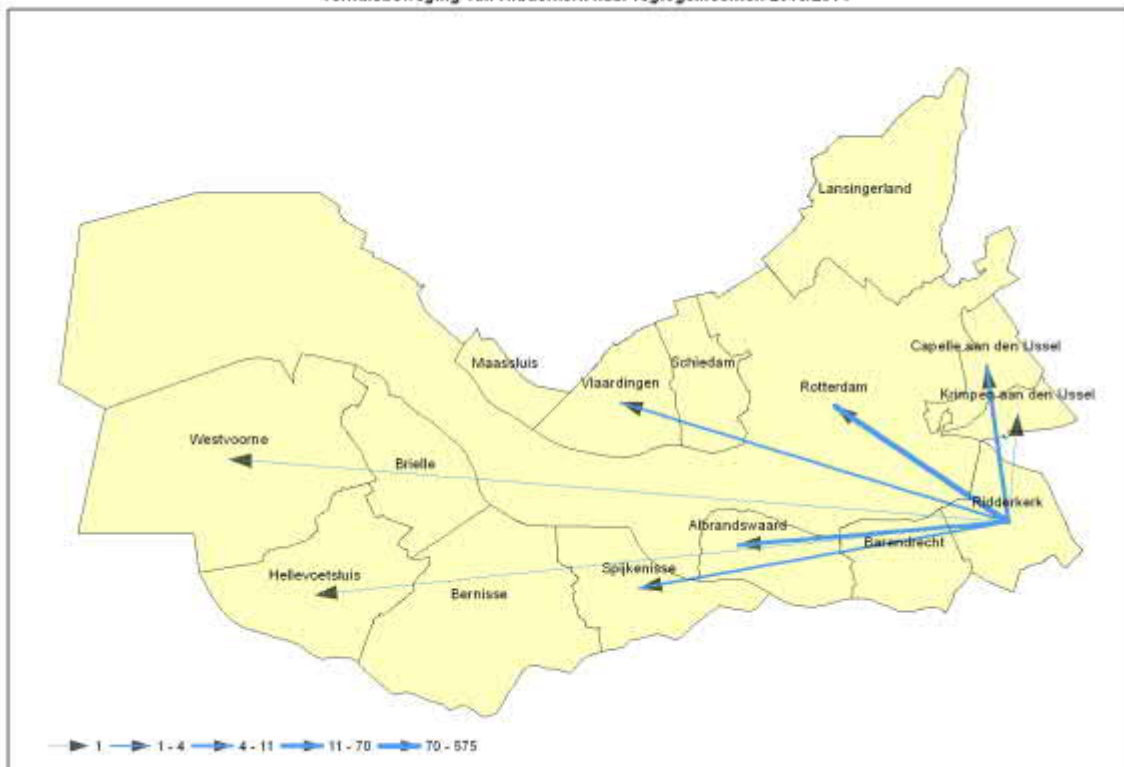 Lansingerland
Capelle aan den IJssel
Maassluis
Schiedam
Vlaardingen
Rotterdam
Krimpen aan den IJssel
Westvoorne
Brielle
Ridderkerk
Albrandswaard
Barendrecht
Hellevoetsluis
Spijkenisse
Bernisse
1 1 - 4 4 - 11 11 - 70 70 - 575